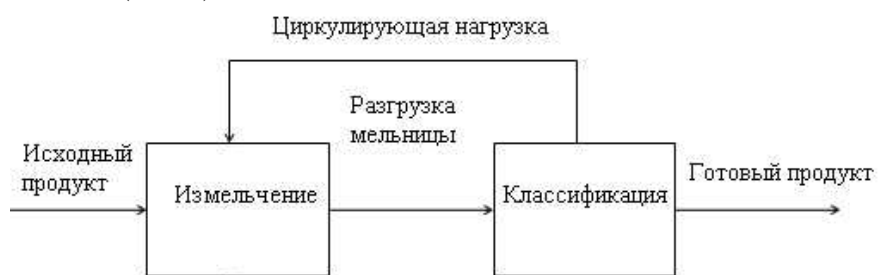 Циркулирующая нагрузка
Разгрузка
мельницы
Исходный
продукт
Измельчение
Классификация
Готовый продукт